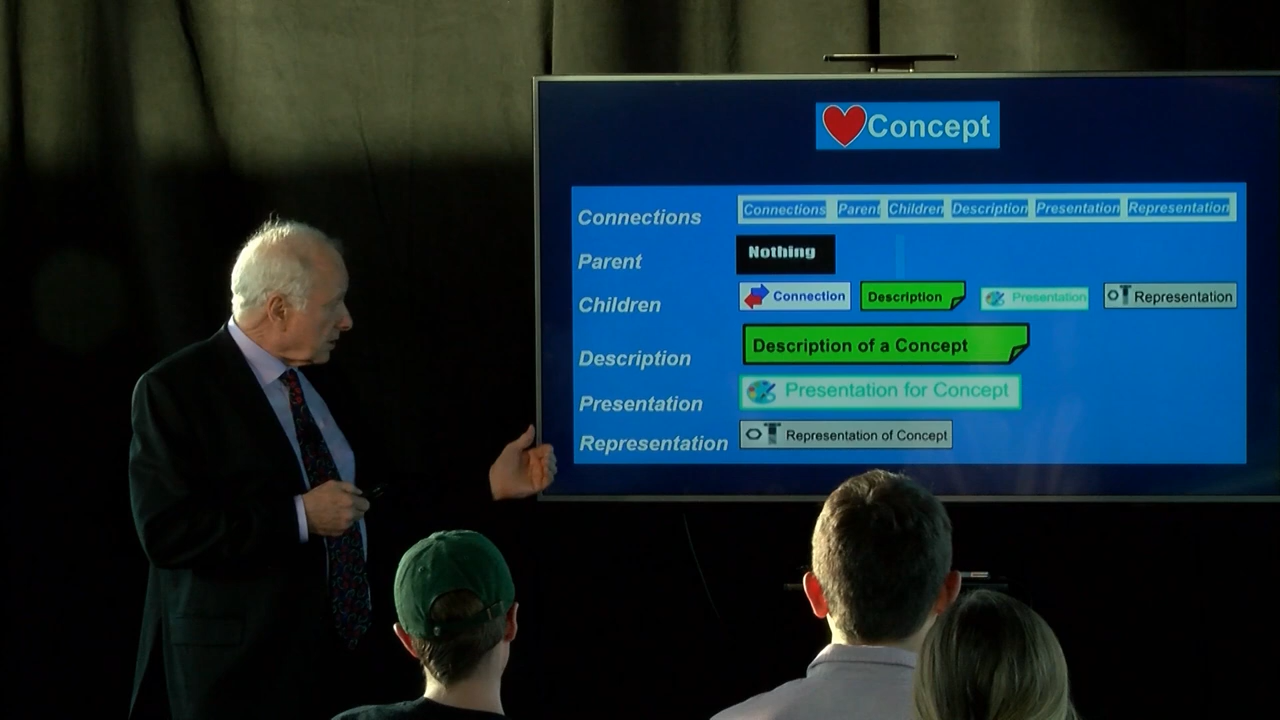 Concept
Connections Connections Parent Children Description Presentation Representation
Parent Nothing
Children Connection Description Presentation Representation
Description Description of a Concept
Presentation Presentation for Concept
Representation Representation of Concept